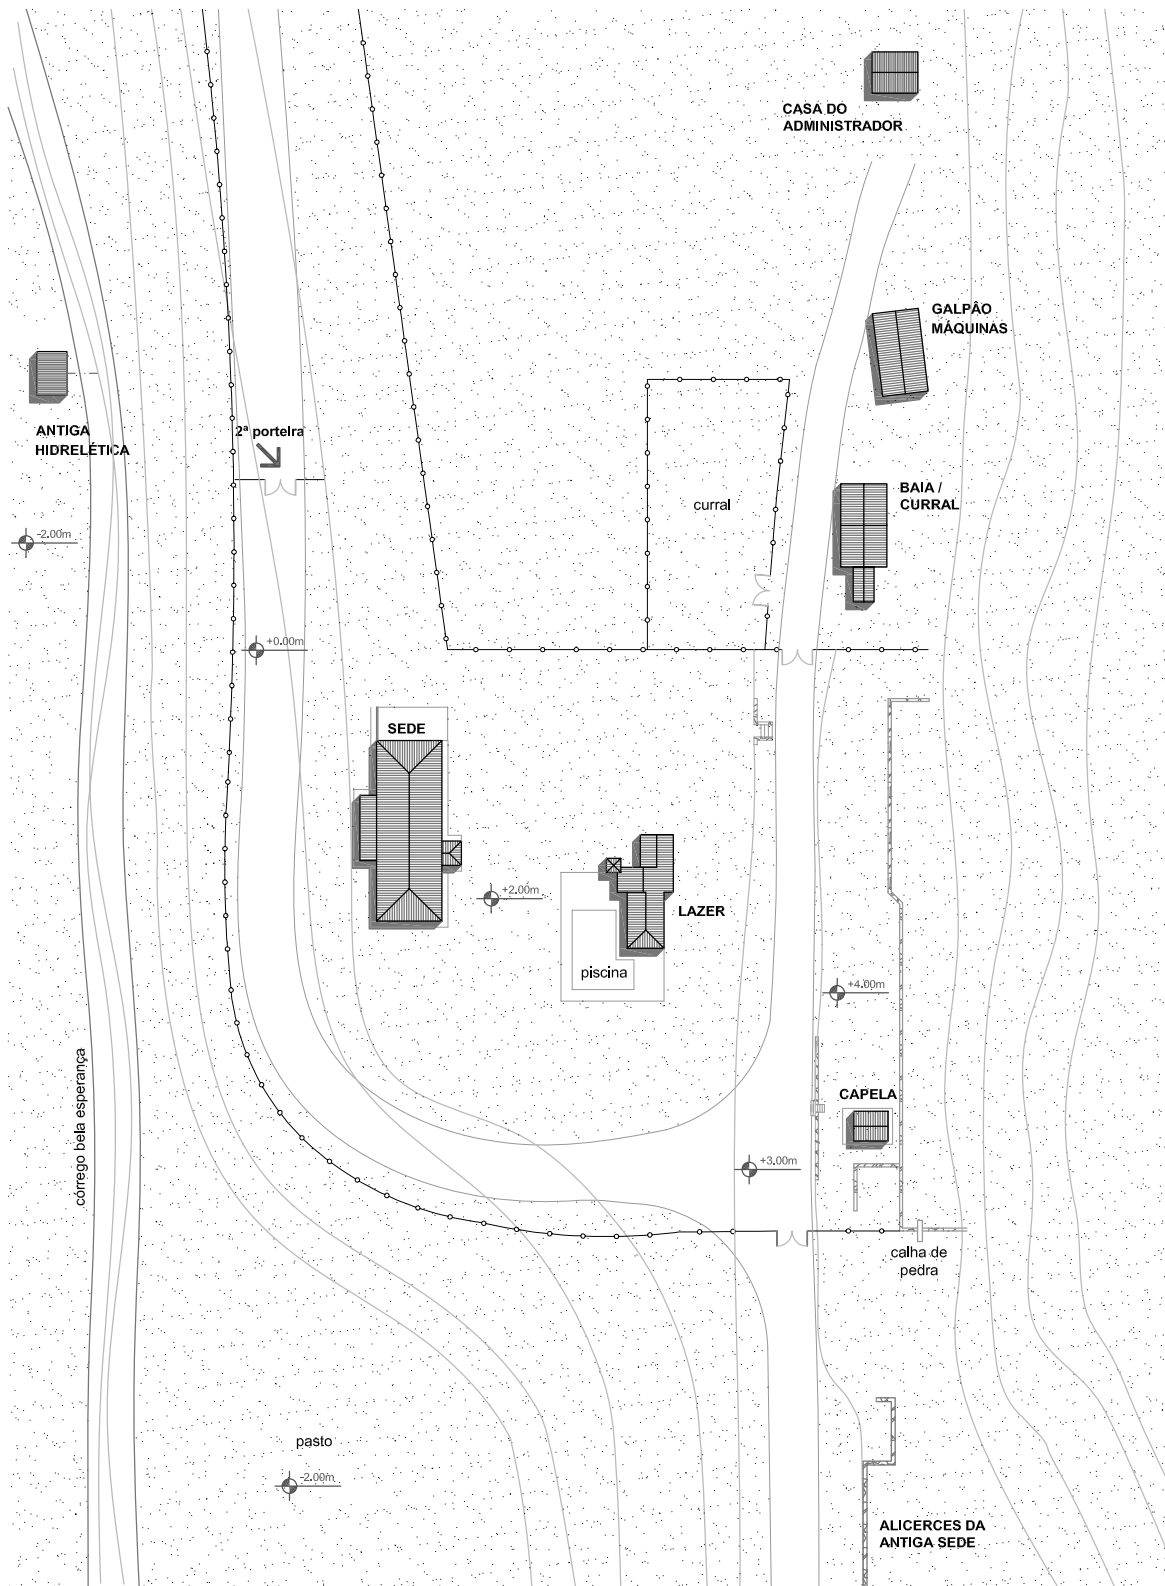 CASA DO
ADMINISTRADOR
GALPÃO
MÁQUINAS
ANTIGA
HIDRELÉTICA
2ª porteira
BAIA /
CURRAL
curral
-2.00m
+0.00m
SEDE
+2.00m
LAZER
piscina
+4.00m
córrego bela esperança
CAPELA
+3.00m
calha de
pedra
pasto
-2.00m
ALICERCES DA
ANTIGA SEDE